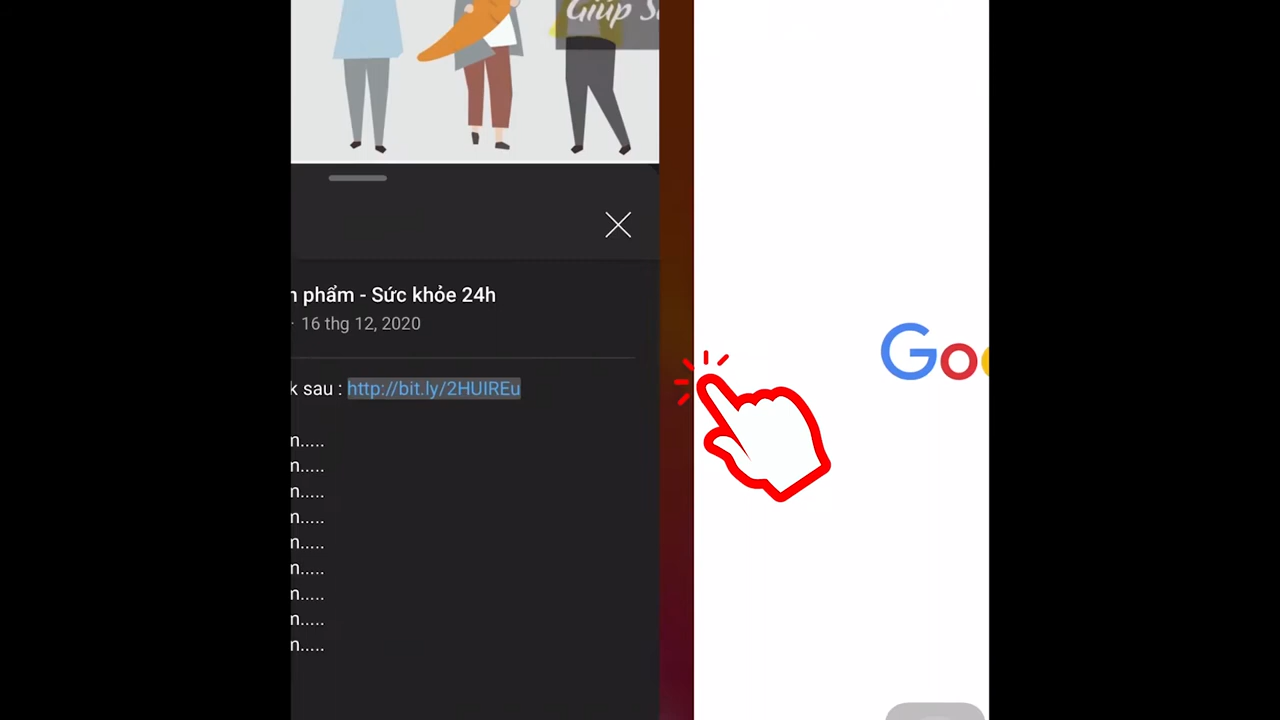 Giúp
phẩm - Sức khỏe 24h
· 16 thg 12, 2020
k sau : http://bit.ly/2HUIREu
m.....
m.....
m.....
m.....
m.....
m.....
m.....
m.....
m.....
Goo